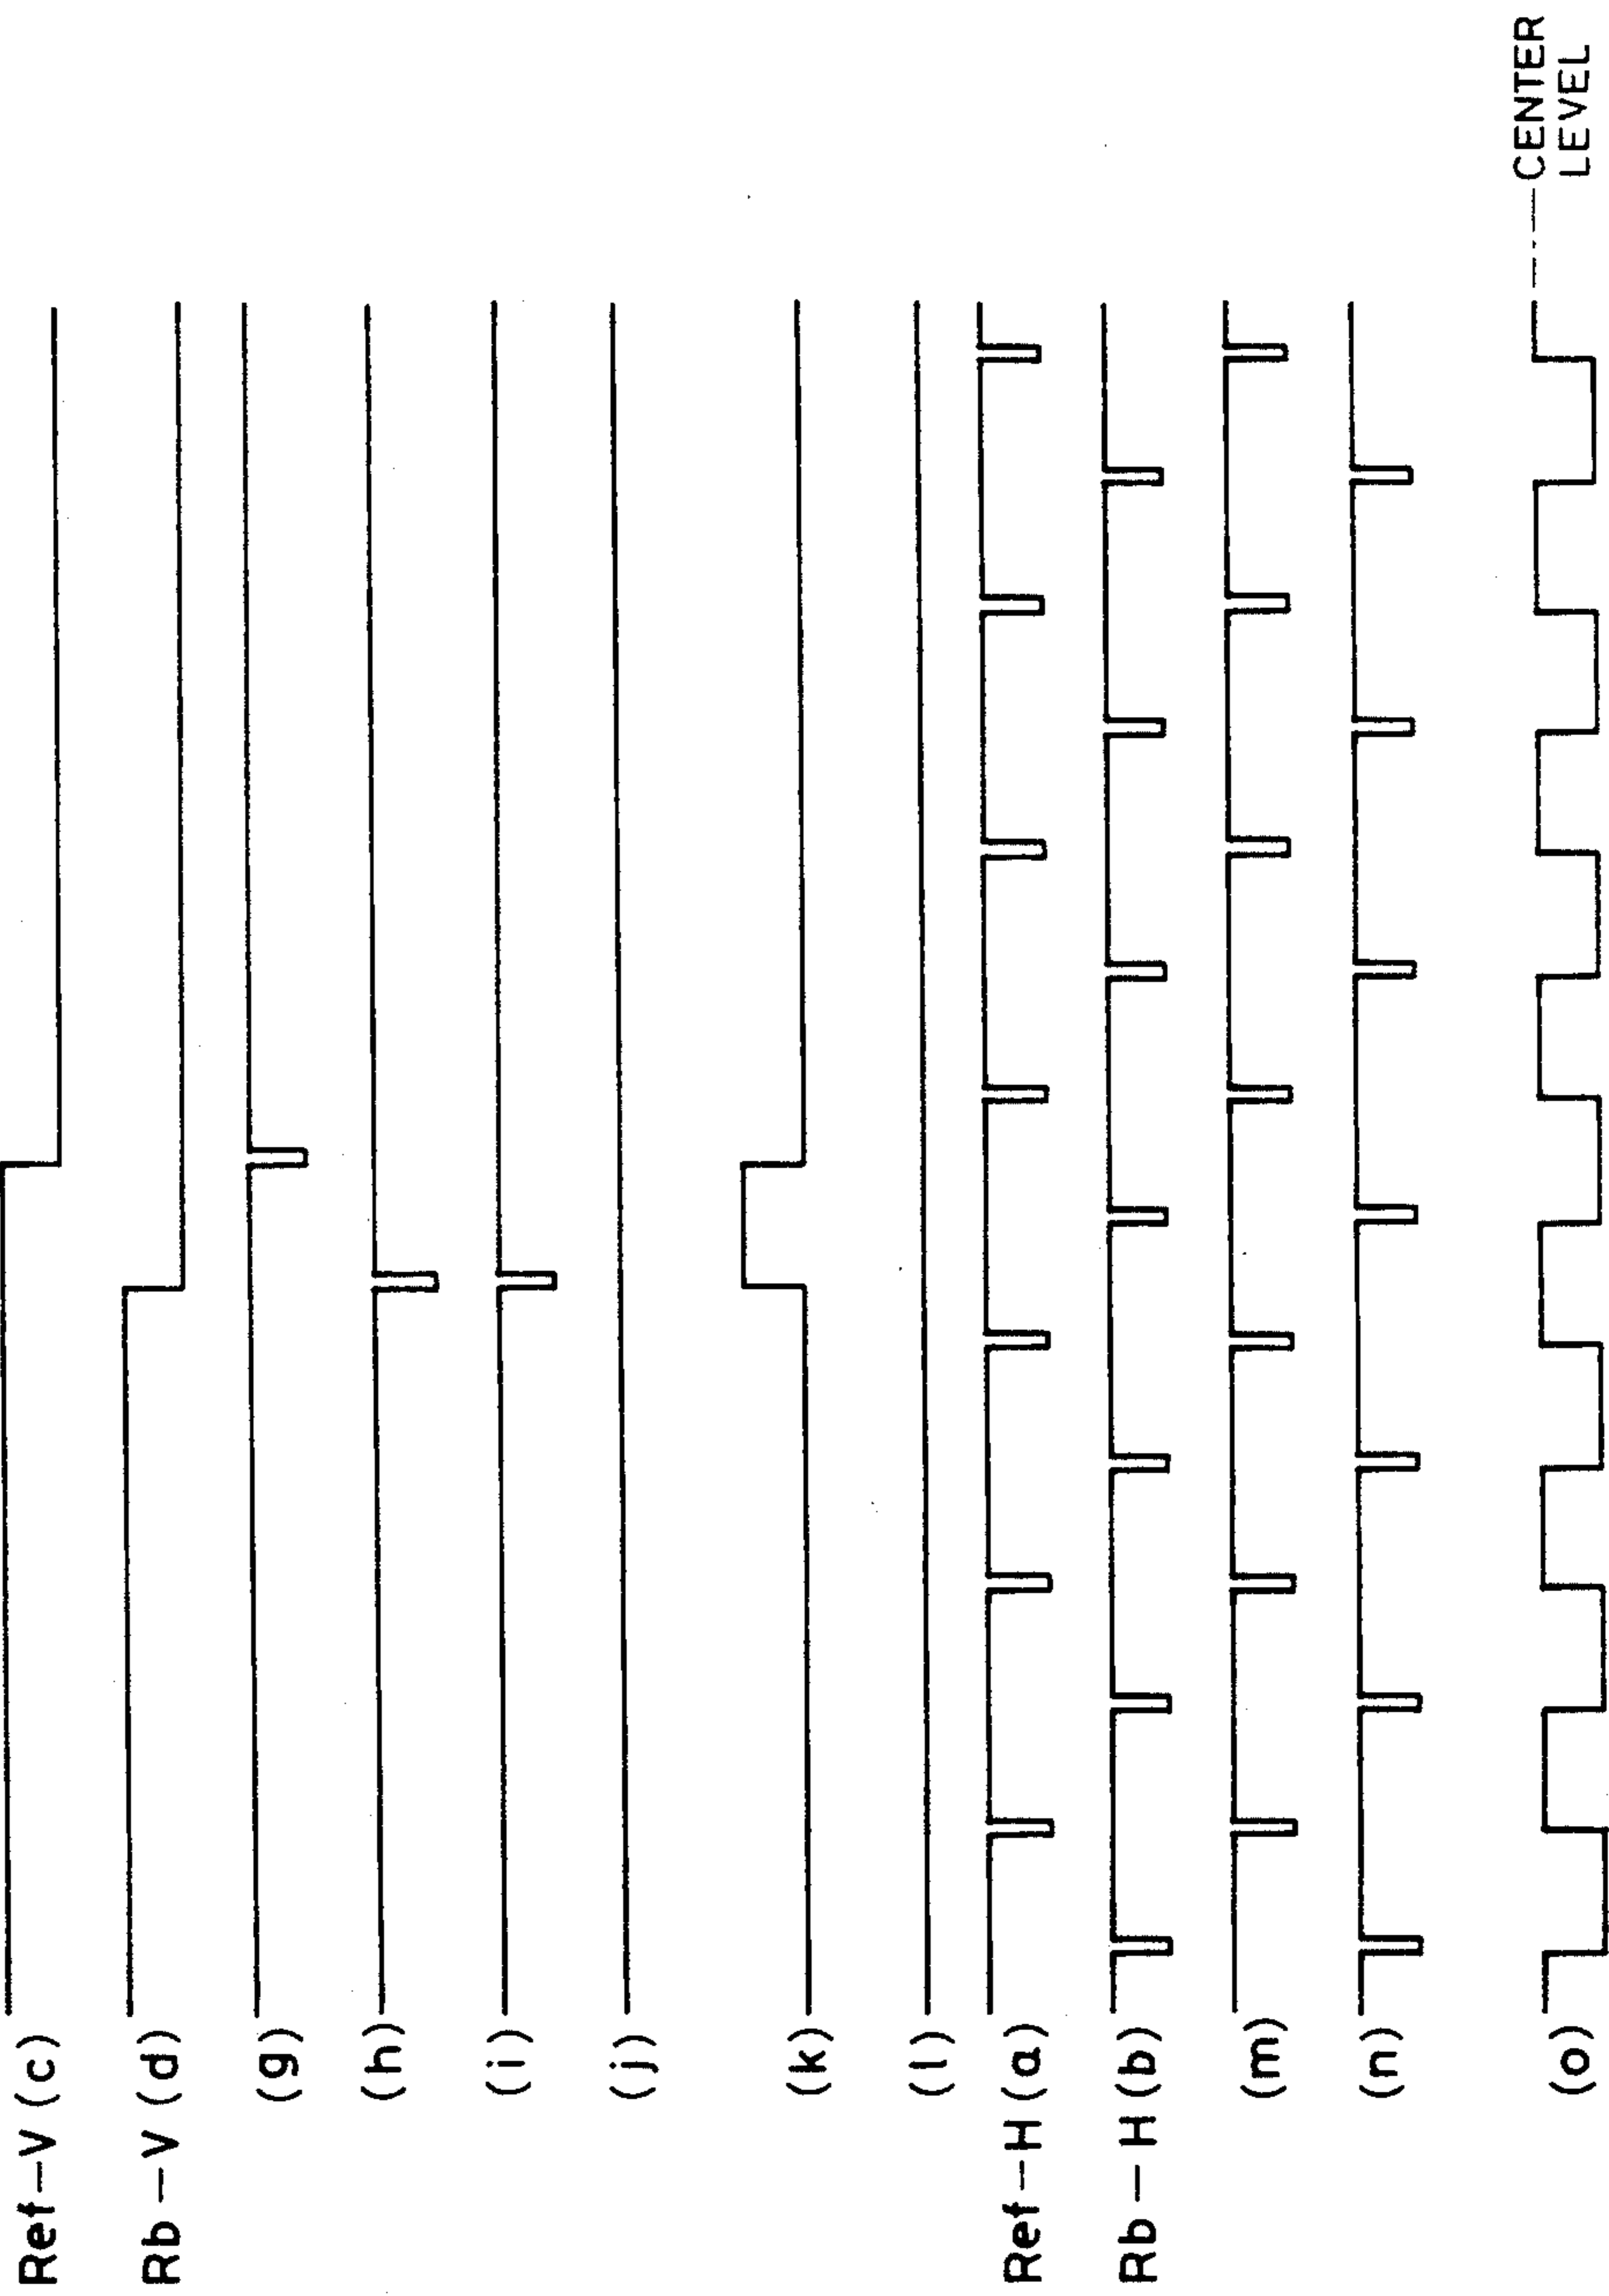 Ref-V (c)
Rb-V (d)
(g)
(h)
(i)
(j)
(k)
(l)
Ref-H (a)
Rb-H (b)
(m)
(n)
(o)
CENTER
LEVEL